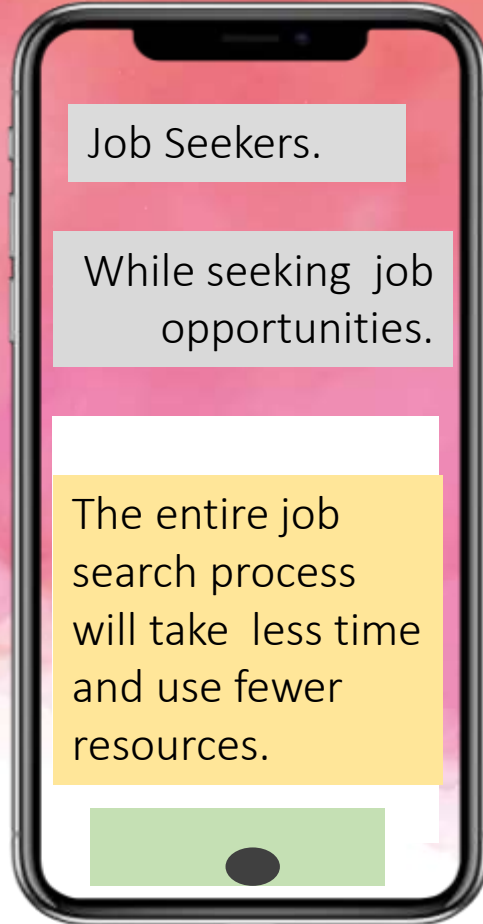 Job Seekers.
While seeking  job
opportunities.
The entire job
search process
will take  less time
and use fewer
resources.